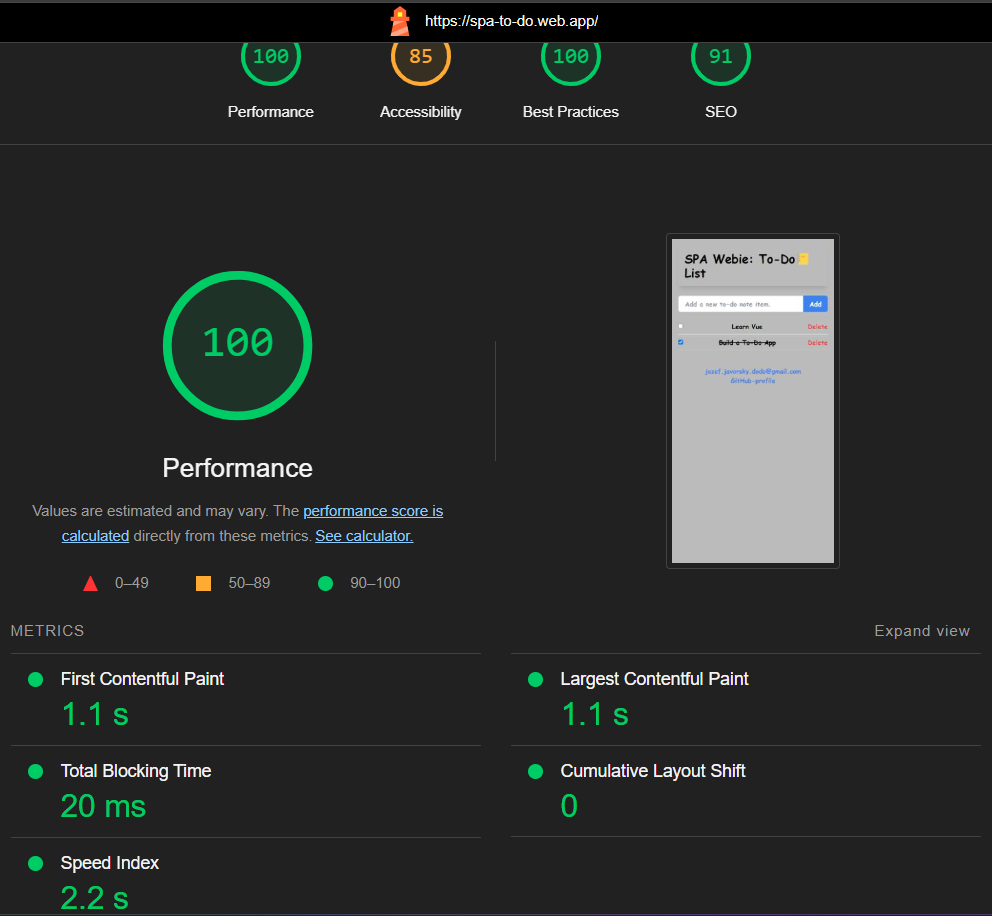 https://spa-to-do.web.app/
100
85
100
91
Performance
Accessibility
Best Practices
SEO
100
Performance
Values are estimated and may vary. The performance score is
calculated directly from these metrics. See calculator.
0–49
50–89
90–100
SPA Webie: To-Do
List
Add a new to-do note item.
Add
Learn Vue
Delete
Build a To-Do App
Delete
jozef.javorsky.dodo@gmail.com
GitHub-profile
METRICS
Expand view
First Contentful Paint
1.1 s
Largest Contentful Paint
1.1 s
Total Blocking Time
20 ms
Cumulative Layout Shift
0
Speed Index
2.2 s